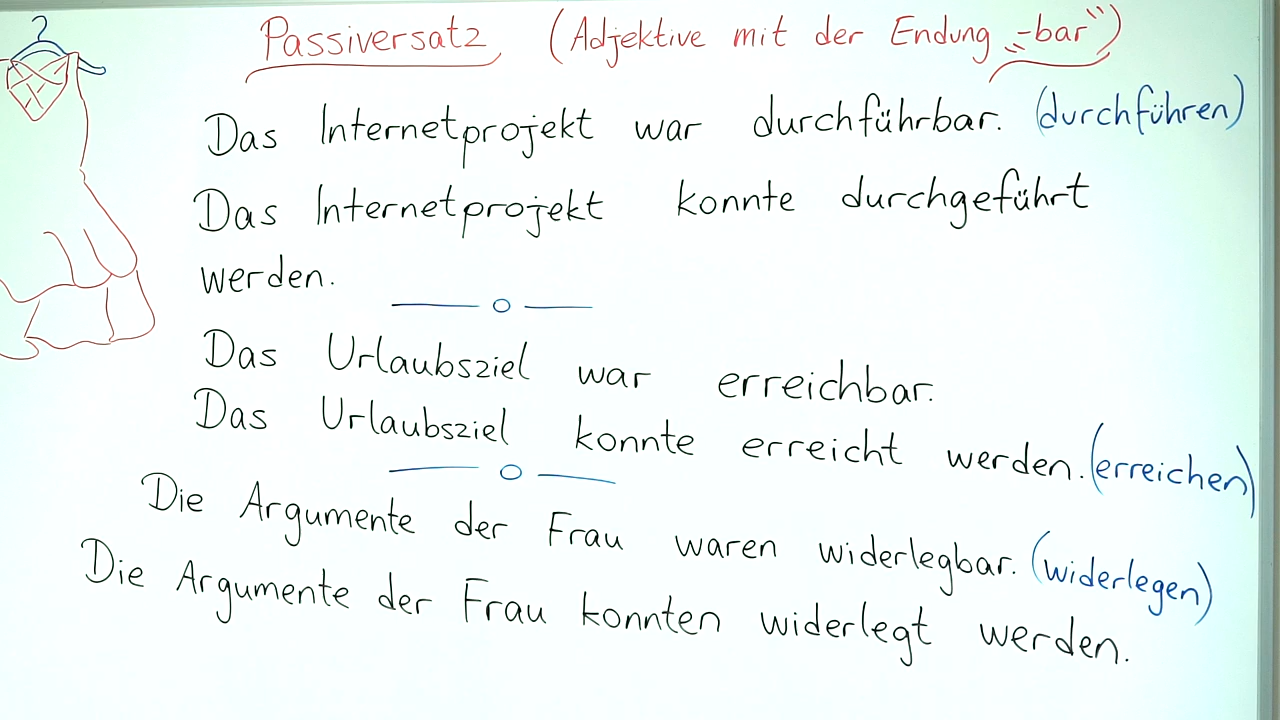 Passiversatz (Adjektive mit der Endung „-bar”)
Das Internetprojekt war durchführbar. (durchführen)
Das Internetprojekt konnte durchgeführt
werden.
Das Urlaubsziel war erreichbar.
Das Urlaubsziel konnte erreicht werden. (erreichen)
Die Argumente der Frau waren widerlegbar. (widerlegen)
Die Argumente der Frau konnten widerlegt werden.